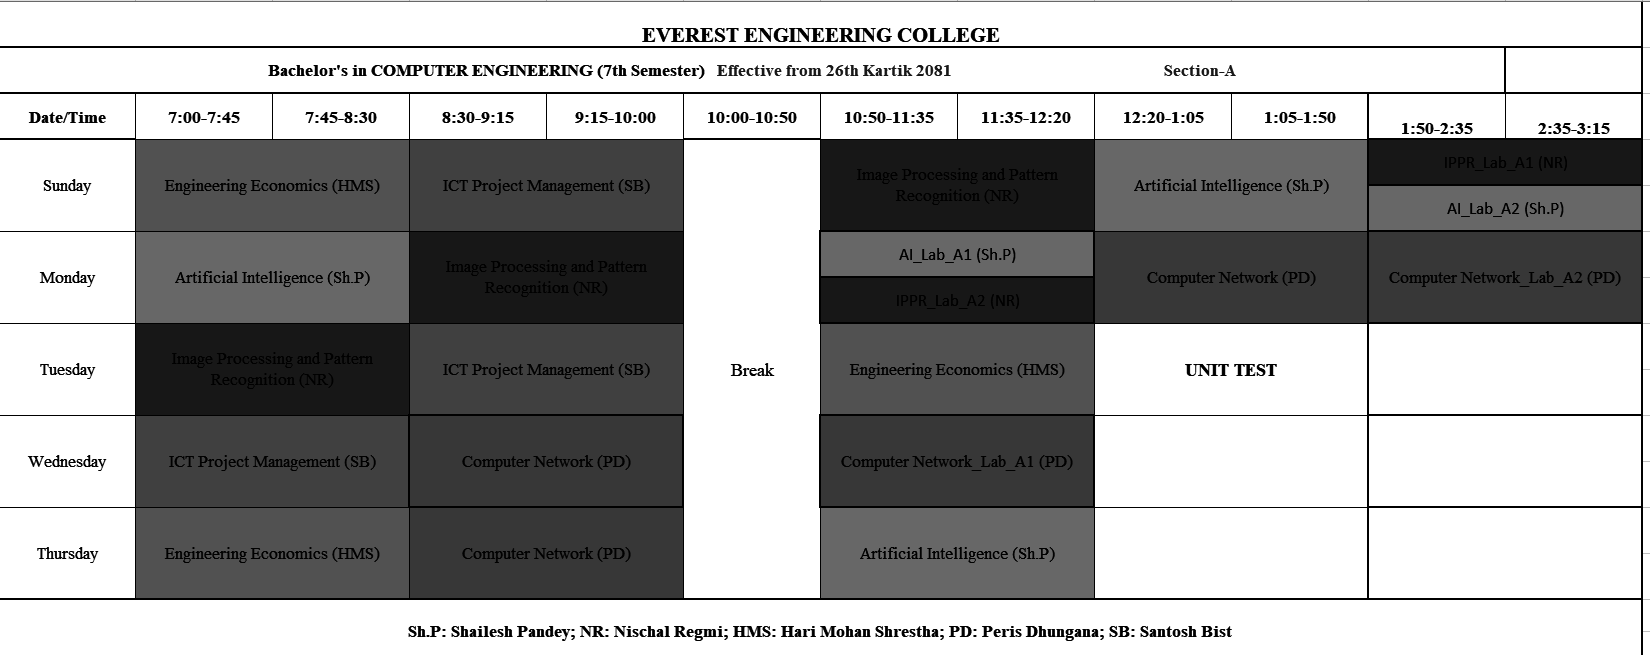 EVEREST ENGINEERING COLLEGE
Bachelor's in COMPUTER ENGINEERING (7th Semester) Effective from 26th Kartik 2081 Section-A
Date/Time 7:00-7:45 7:45-8:30 8:30-9:15 9:15-10:00 10:00-10:50 10:50-11:35 11:35-12:20 12:20-1:05 1:05-1:50 1:50-2:35 2:35-3:15
Sunday
Engineering Economics (HMS)
ICT Project Management (SB)
Image Processing and Pattern
Recognition (NR)
Artificial Intelligence (Sh.P)
IPPR_Lab_A1 (NR)
AI_Lab_A2 (Sh.P)
Monday
Artificial Intelligence (Sh.P)
Image Processing and Pattern
Recognition (NR)
AI_Lab_A1 (Sh.P)
IPPR_Lab_A2 (NR)
Computer Network (PD)
Computer Network_Lab_A2 (PD)
Tuesday
Image Processing and Pattern
Recognition (NR)
ICT Project Management (SB)
Break
Engineering Economics (HMS)
UNIT TEST
Wednesday
ICT Project Management (SB)
Computer Network (PD)
Computer Network_Lab_A1 (PD)
Thursday
Engineering Economics (HMS)
Computer Network (PD)
Artificial Intelligence (Sh.P)
Sh.P: Shailesh Pandey; NR: Nischal Regmi; HMS: Hari Mohan Shrestha; PD: Peris Dhungana; SB: Santosh Bist